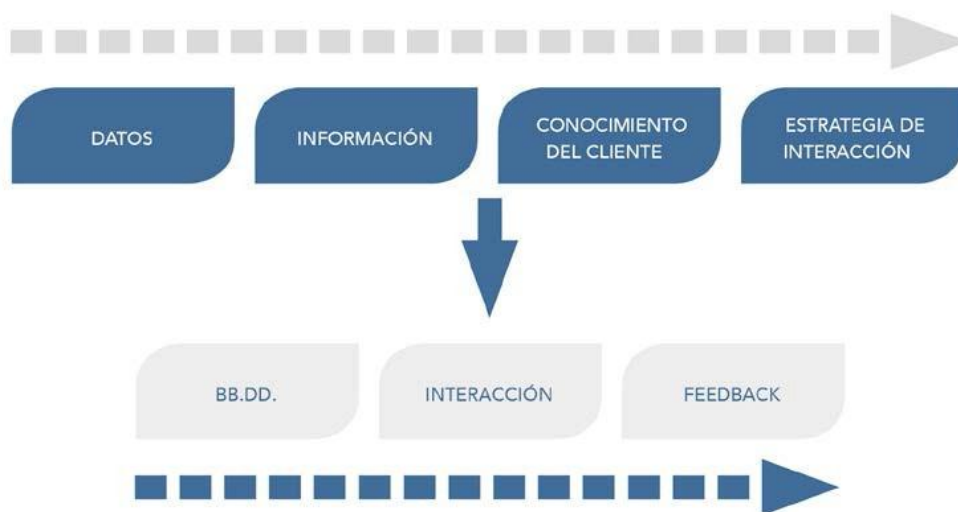 DATOS
INFORMACIÓN
CONOCIMIENTO
DEL CLIENTE
ESTRATEGIA DE
INTERACCIÓN
BB.DD.
INTERACCIÓN
FEEDBACK